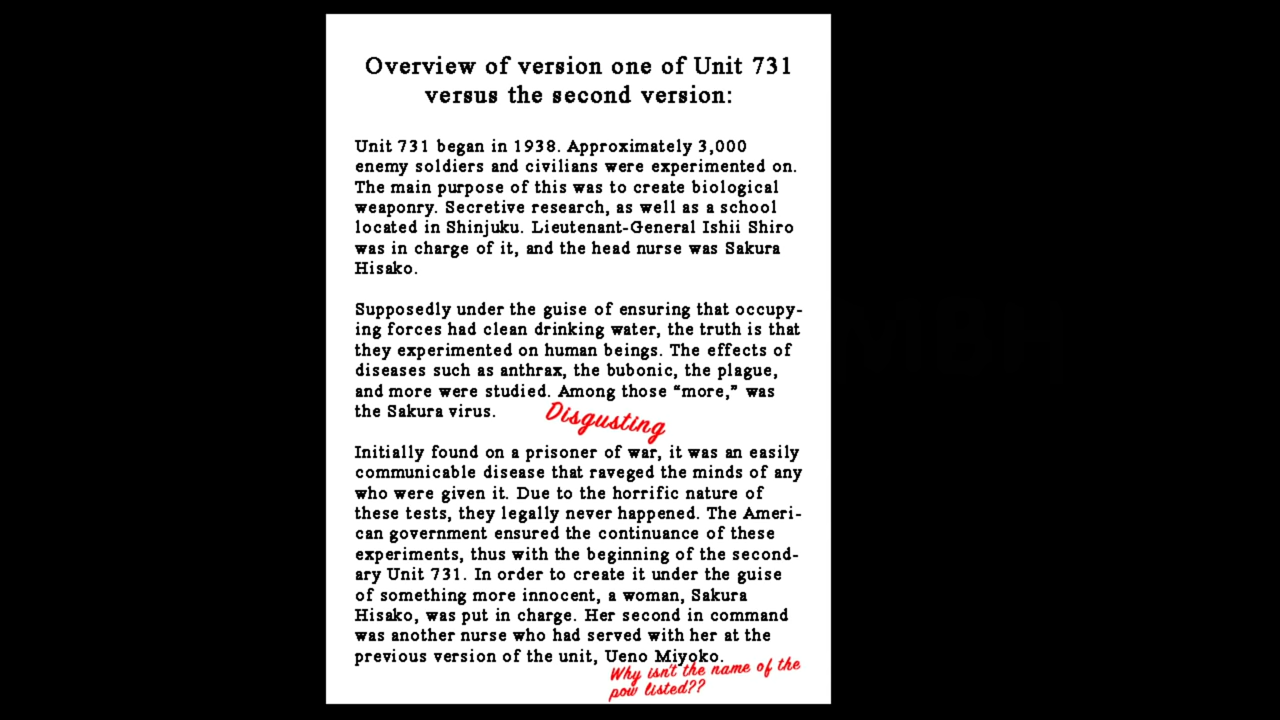 Overview of version one of Unit 731
versus the second version:
Unit 731 began in 1938. Approximately 3,000
enemy soldiers and civilians were experimented on.
The main purpose of this was to create biological
weaponry. Secretive research, as well as a school
located in Shinjuku. Lieutenant-General Ishii Shiro
was in charge of it, and the head nurse was Sakura
Hisako.
Supposedly under the guise of ensuring that occupy-
ing forces had clean drinking water, the truth is that
they experimented on human beings. The effects of
diseases such as anthrax, the bubonic, the plague,
and more were studied. Among those “more,” was
the Sakura virus.
Disgusting
Initially found on a prisoner of war, it was an easily
communicable disease that raveged the minds of any
who were given it. Due to the horrific nature of
these tests, they legally never happened. The Ameri-
can government ensured the continuance of these
experiments, thus with the beginning of the second-
ary Unit 731. In order to create it under the guise
of something more innocent, a woman, Sakura
Hisako, was put in charge. Her second in command
was another nurse who had served with her at the
previous version of the unit, Ueno Miyoko.
Why isn't the name of the
pow listed??